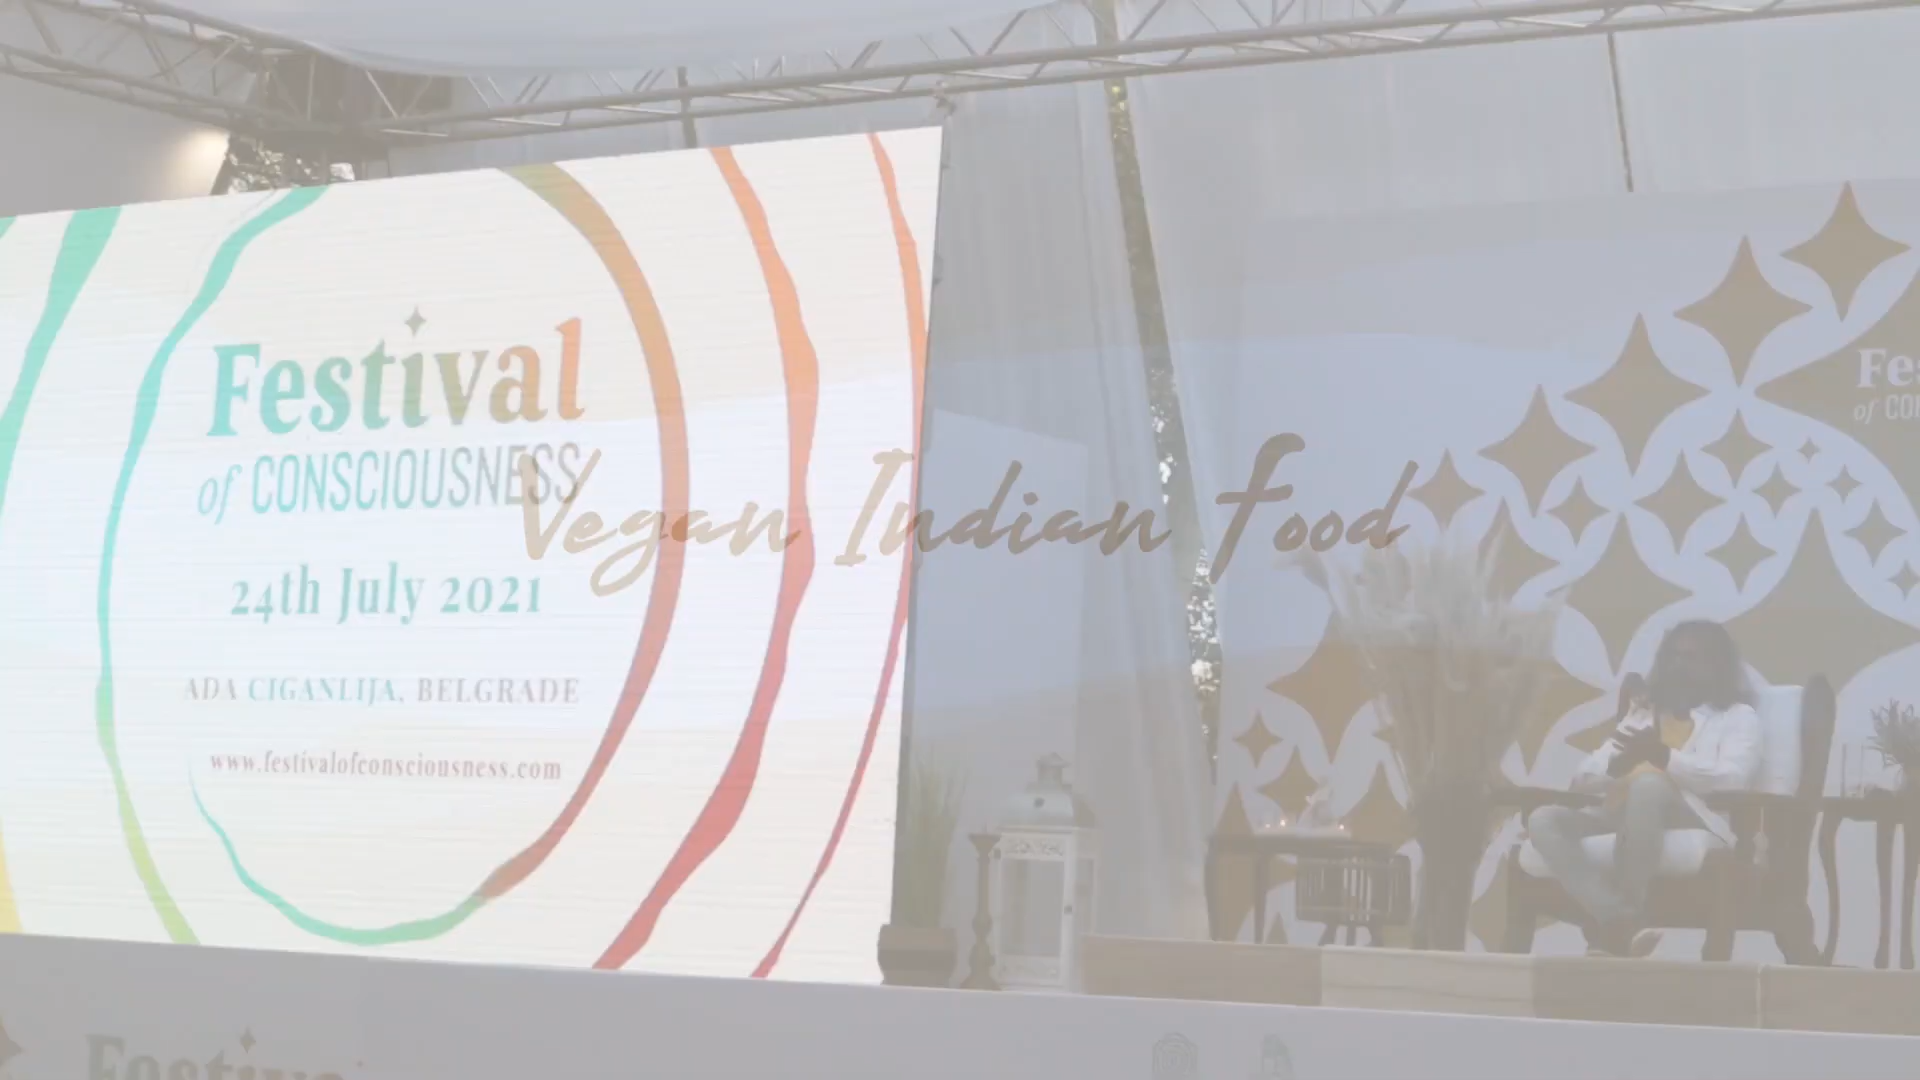 Festival
of CONSCIOUSNESS
24th July 2021
ADA CIGANLIJA, BELGRADE
www.festivalofconsciousness.com
Vegan Indian Food